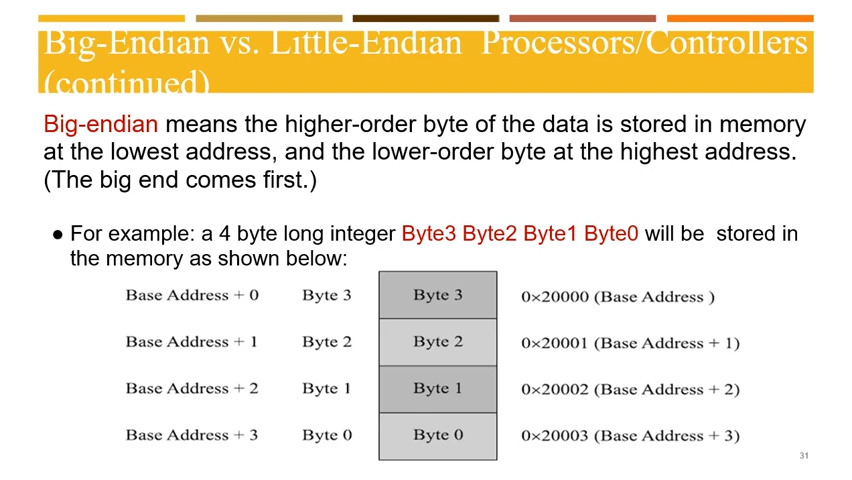 Big-Endian vs. Little-Endian Processors/Controllers
(continued)
Big-endian means the higher-order byte of the data is stored in memory
at the lowest address, and the lower-order byte at the highest address.
(The big end comes first.)
● For example: a 4 byte long integer Byte3 Byte2 Byte1 Byte0 will be stored in
the memory as shown below:
Base Address + 0 Byte 3 Byte 3 0×20000 (Base Address )
Base Address + 1 Byte 2 Byte 2 0×20001 (Base Address + 1)
Base Address + 2 Byte 1 Byte 1 0×20002 (Base Address + 2)
Base Address + 3 Byte 0 Byte 0 0×20003 (Base Address + 3)
31